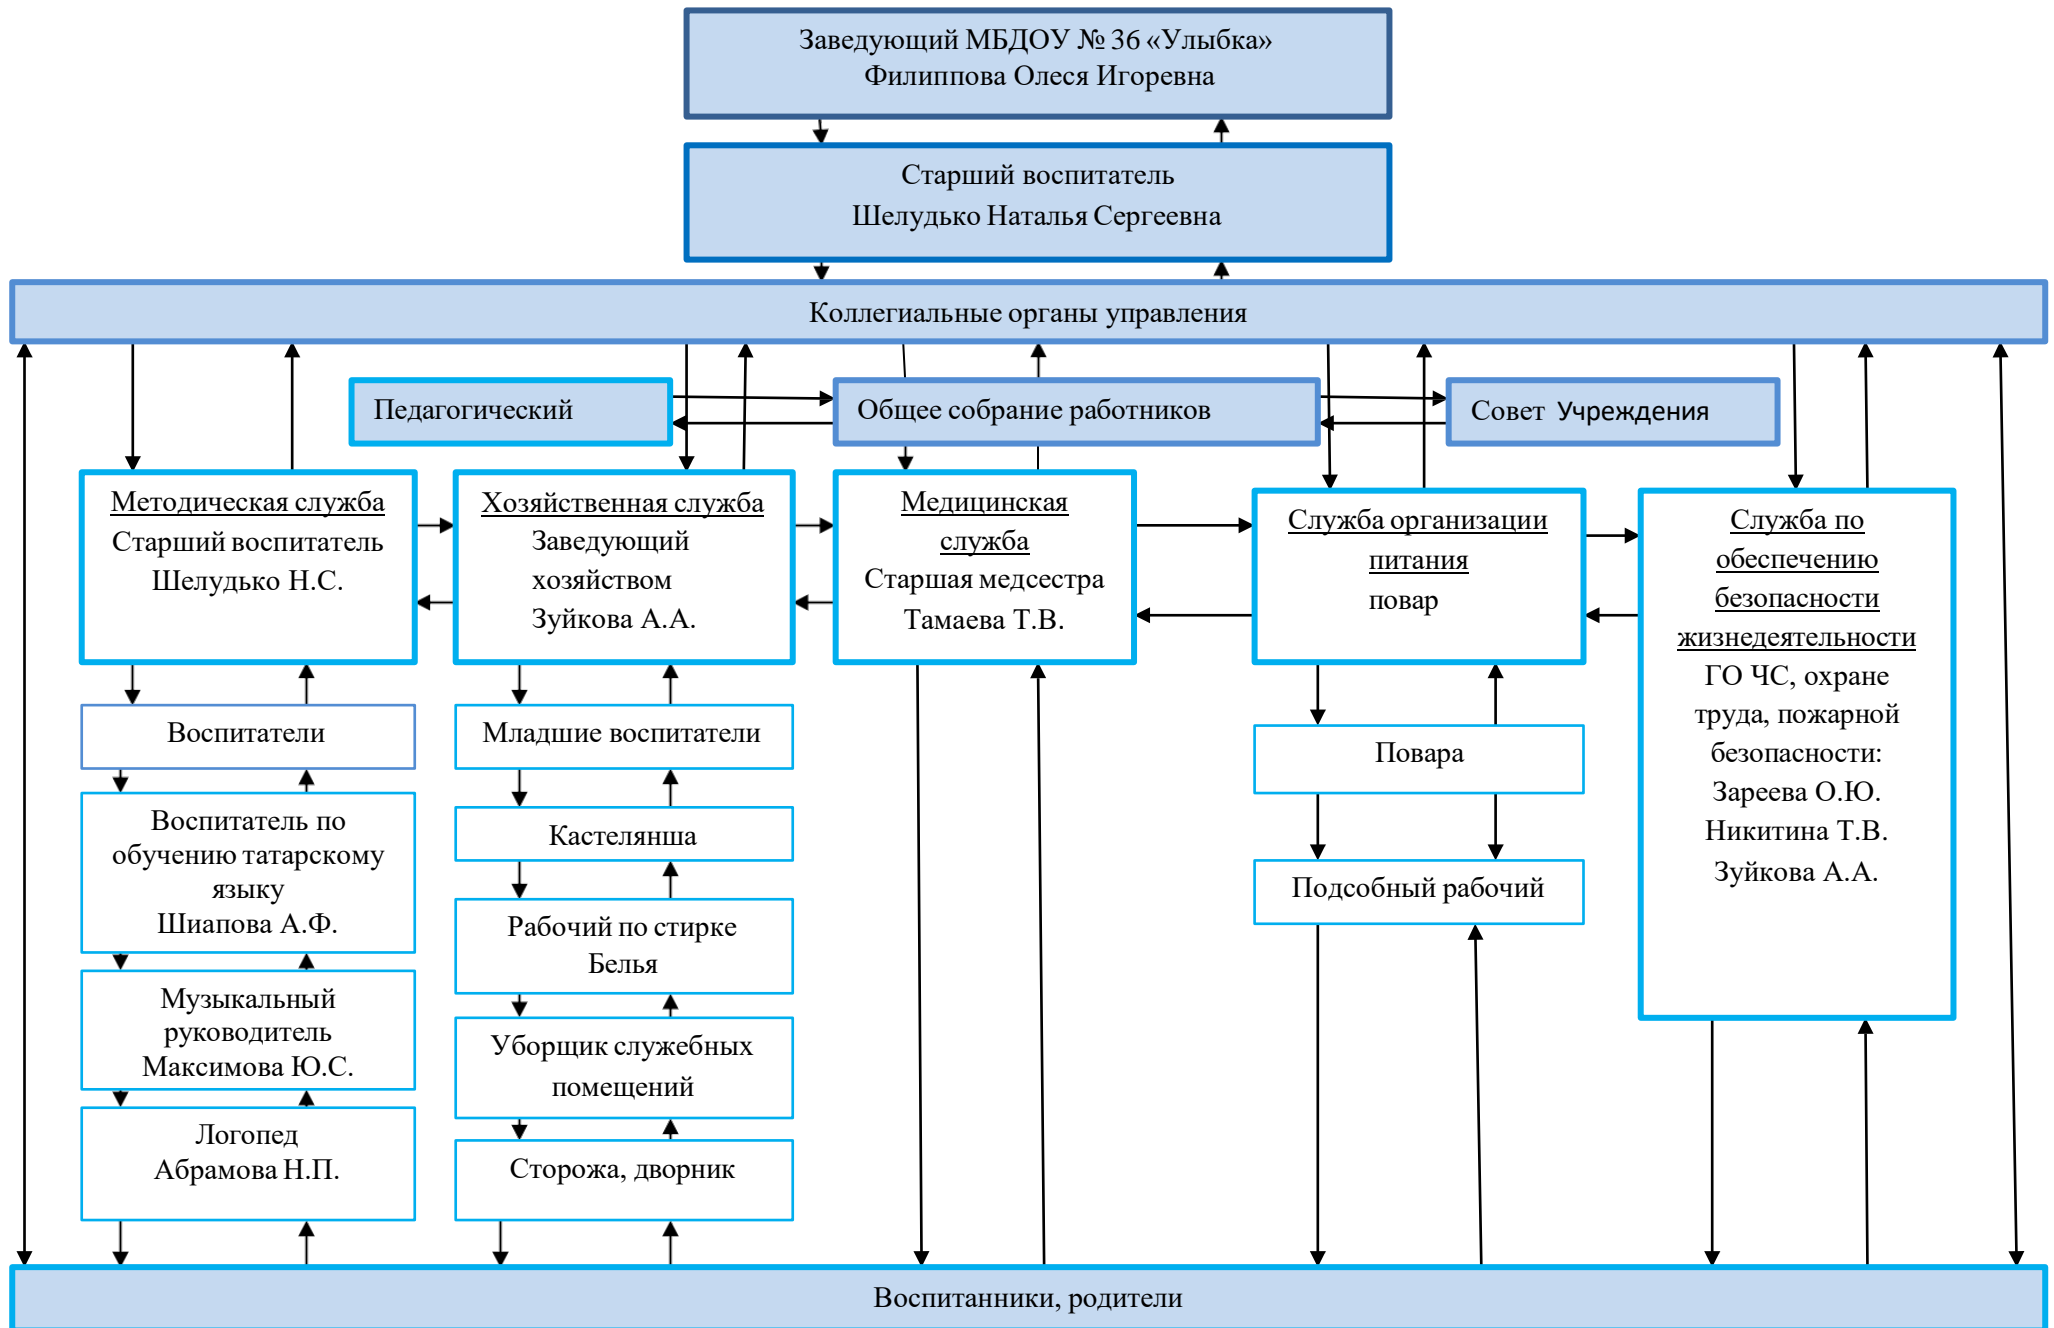 Заведующий МБДОУ № 36 «Улыбка»
Филиппова Олеся Игоревна
Старший воспитатель
Шелудько Наталья Сергеевна
Коллегиальные органы управления
Педагогический
Общее собрание работников
Совет Учреждения
Методическая служба
Старший воспитатель
Шелудько Н.С.
Хозяйственная служба
Заведующий
хозяйством
Зуйкова А.А.
Медицинская
служба
Старшая медсестра
Тамаева Т.В.
Служба организации
питания
повар
Служба по
обеспечению
безопасности
жизнедеятельности
ГО ЧС, охране
труда, пожарной
безопасности:
Зареева О.Ю.
Никитина Т.В.
Зуйкова А.А.
Воспитатели
Воспитатель по
обучению татарскому
языку
Шиапова А.Ф.
Музыкальный
руководитель
Максимова Ю.С.
Логопед
Абрамова Н.П.
Младшие воспитатели
Кастелянша
Рабочий по стирке
Белья
Уборщик служебных
помещений
Сторожа, дворник
Повара
Подсобный рабочий
Воспитанники, родители